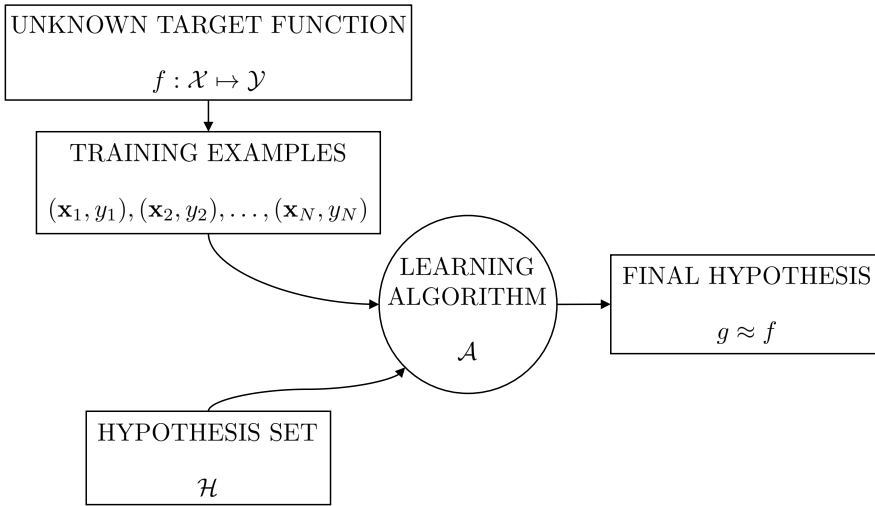 UNKNOWN TARGET FUNCTION
f : 𝒳 ↦ 𝒴
TRAINING EXAMPLES
(𝐱₁, y₁), (𝐱₂, y₂), . . . , (𝐱_N, y_N)
LEARNING
ALGORITHM
𝒜
FINAL HYPOTHESIS
g ≈ f
HYPOTHESIS SET
ℋ